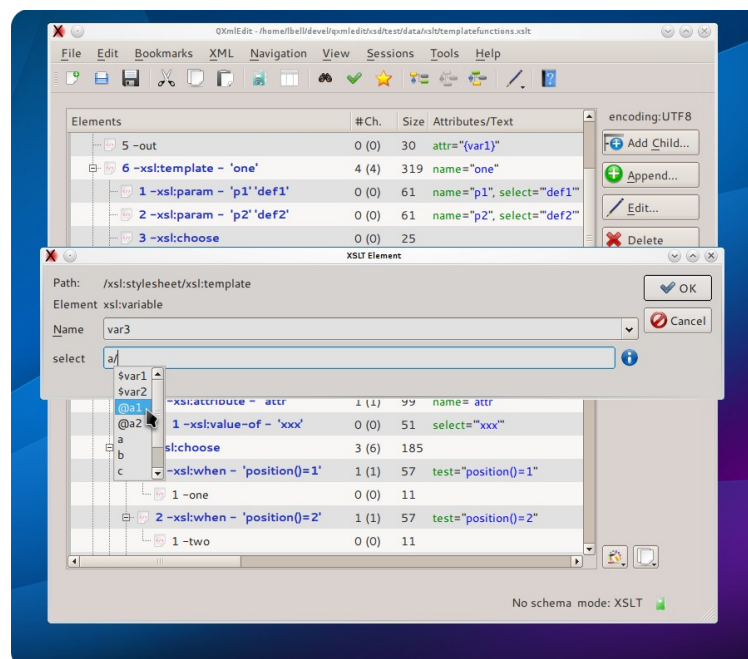 QXmlEdit - /home/lbell/devel/qxmledit/xsd/test/data/xslt/templatefunctions.xslt
File Edit Bookmarks XML Navigation View Sessions Tools Help
Elements #Ch. Size Attributes/Text encoding:UTF8
5 -out 0 (0) 30 attr="{var1}" Add Child...
6 -xsl:template - 'one' 4 (4) 319 name="one"
Append...
1 -xsl:param - 'p1' 'def1' 0 (0) 61 name="p1", select="'def1'"
2 -xsl:param - 'p2' 'def2' 0 (0) 61 name="p2", select="'def2'" Edit...
3 -xsl:choose 0 (0) 25 Delete
XSLT Element
Path: /xsl:stylesheet/xsl:template OK
Element xsl:variable
Name var3 Cancel
select a/
$var1
$var2
@a1 -xsl:attribute - attr 1 (1) 99 name= attr
@a2 1 -xsl:value-of - 'xxx' 0 (0) 51 select="'xxx'"
a
b sl:choose 3 (6) 185
c -xsl:when - 'position()=1' 1 (1) 57 test="position()=1"
1 -one 0 (0) 11
2 -xsl:when - 'position()=2' 1 (1) 57 test="position()=2"
1 -two 0 (0) 11
No schema mode: XSLT